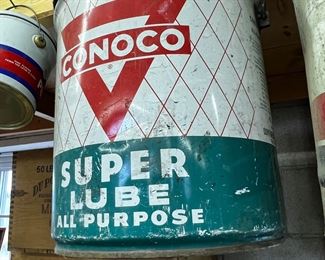 CONOCO
SUPER
LUBE
ALL-PURPOSE
50 LB